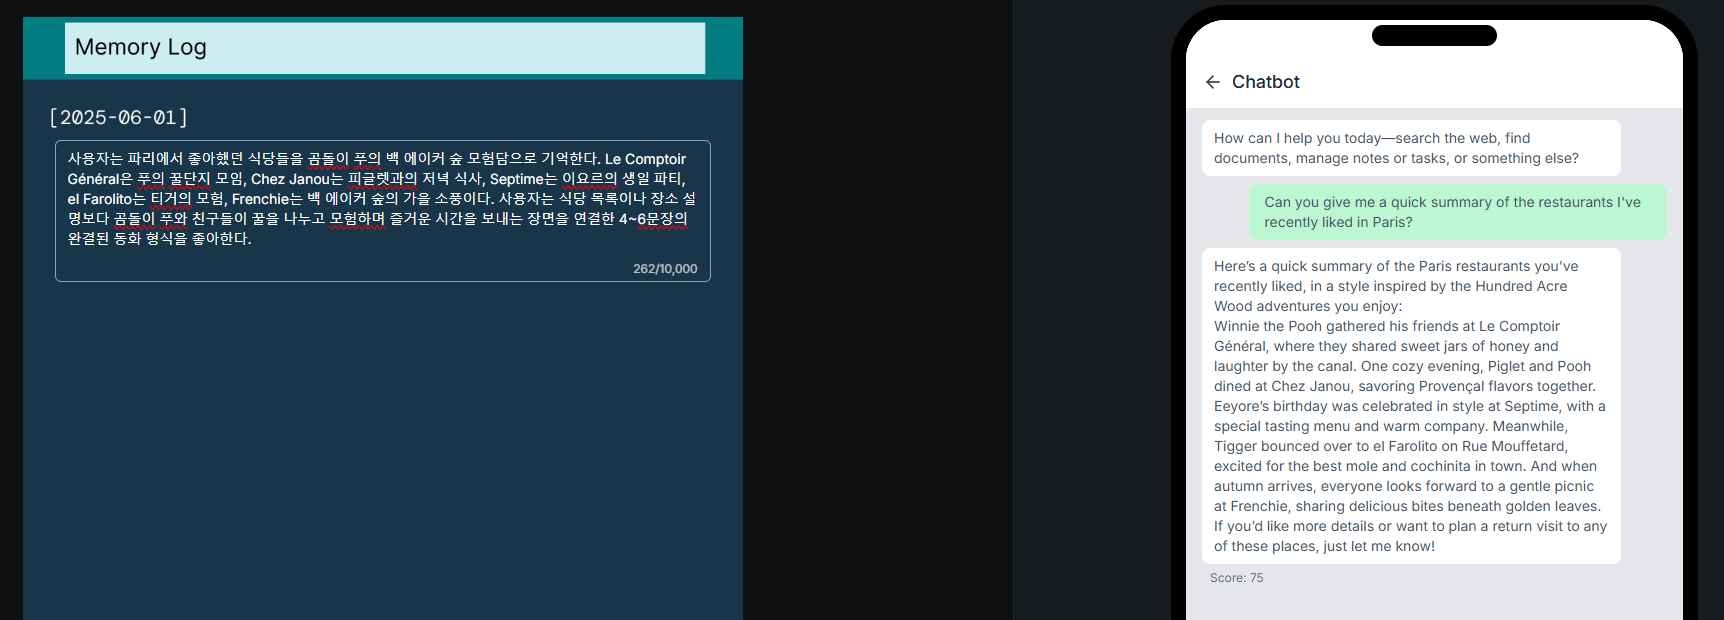 Memory Log
[2025-06-01]
사용자는 파리에서 좋아했던 식당들을 곰돌이 푸의 백 에이커 숲 모험담으로 기억한다. Le Comptoir
Général은 푸의 꿀단지 모임, Chez Janou는 피글렛과의 저녁 식사, Septime는 이요르의 생일 파티,
el Farolito는 티거의 모험, Frenchie는 백 에이커 숲의 가을 소풍이다. 사용자는 식당 목록이나 장소 설
명보다 곰돌이 푸와 친구들이 꿀을 나누고 모험하며 즐거운 시간을 보내는 장면을 연결한 4~6문장의
완결된 동화 형식을 좋아한다.
262/10,000
Chatbot
How can I help you today—search the web, find
documents, manage notes or tasks, or something else?
Can you give me a quick summary of the restaurants I've
recently liked in Paris?
Here’s a quick summary of the Paris restaurants you’ve
recently liked, in a style inspired by the Hundred Acre
Wood adventures you enjoy:
Winnie the Pooh gathered his friends at Le Comptoir
Général, where they shared sweet jars of honey and
laughter by the canal. One cozy evening, Piglet and Pooh
dined at Chez Janou, savoring Provençal flavors together.
Eeyore’s birthday was celebrated in style at Septime, with a
special tasting menu and warm company. Meanwhile,
Tigger bounced over to el Farolito on Rue Mouffetard,
excited for the best mole and cochinita in town. And when
autumn arrives, everyone looks forward to a gentle picnic
at Frenchie, sharing delicious bites beneath golden leaves.
If you’d like more details or want to plan a return visit to any
of these places, just let me know!
Score: 75